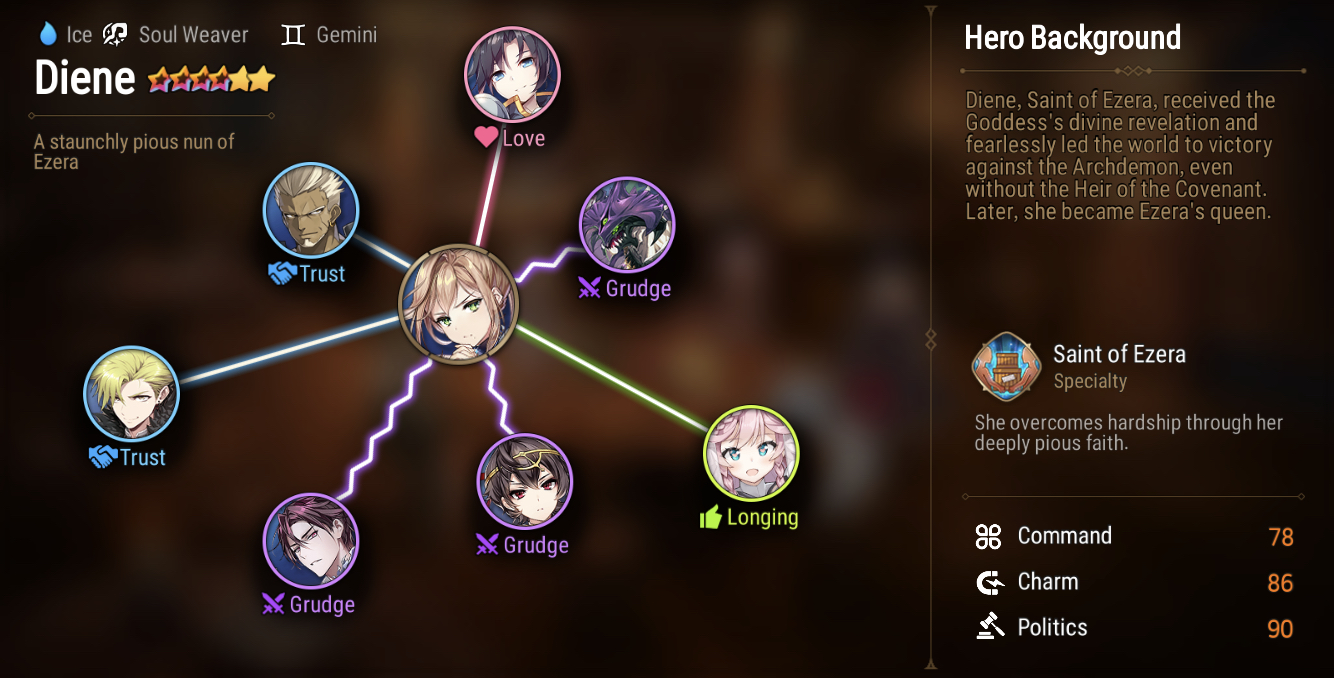 Ice Soul Weaver Gemini
Diene
A staunchly pious nun of
Ezera
Love
Trust
Grudge
Trust
Longing
Grudge
Grudge
Hero Background
Diene, Saint of Ezera, received the
Goddess's divine revelation and
fearlessly led the world to victory
against the Archdemon, even
without the Heir of the Covenant.
Later, she became Ezera's queen.
Saint of Ezera
Specialty
She overcomes hardship through her
deeply pious faith.
Command 78
Charm 86
Politics 90